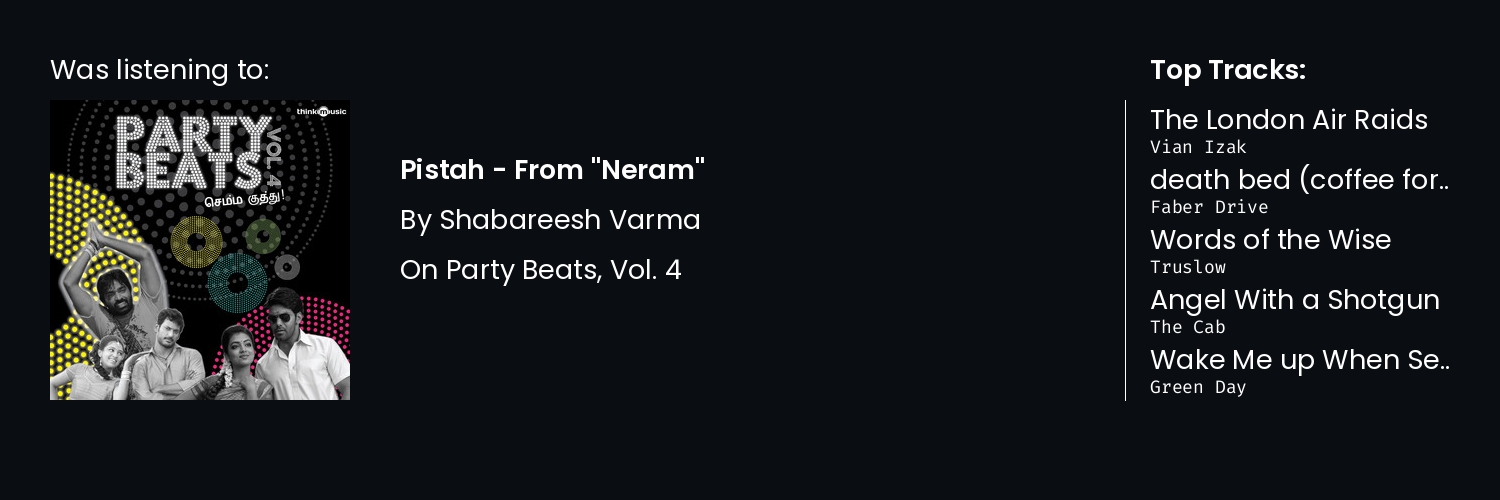 Was listening to:
thinkmusic
PARTY
BEATS
VOL 4
செம்ம குத்து!
Pistah - From "Neram"
By Shabareesh Varma
On Party Beats, Vol. 4
Top Tracks:
The London Air Raids
Vian Izak
death bed (coffee for..
Faber Drive
Words of the Wise
Truslow
Angel With a Shotgun
The Cab
Wake Me up When Se..
Green Day